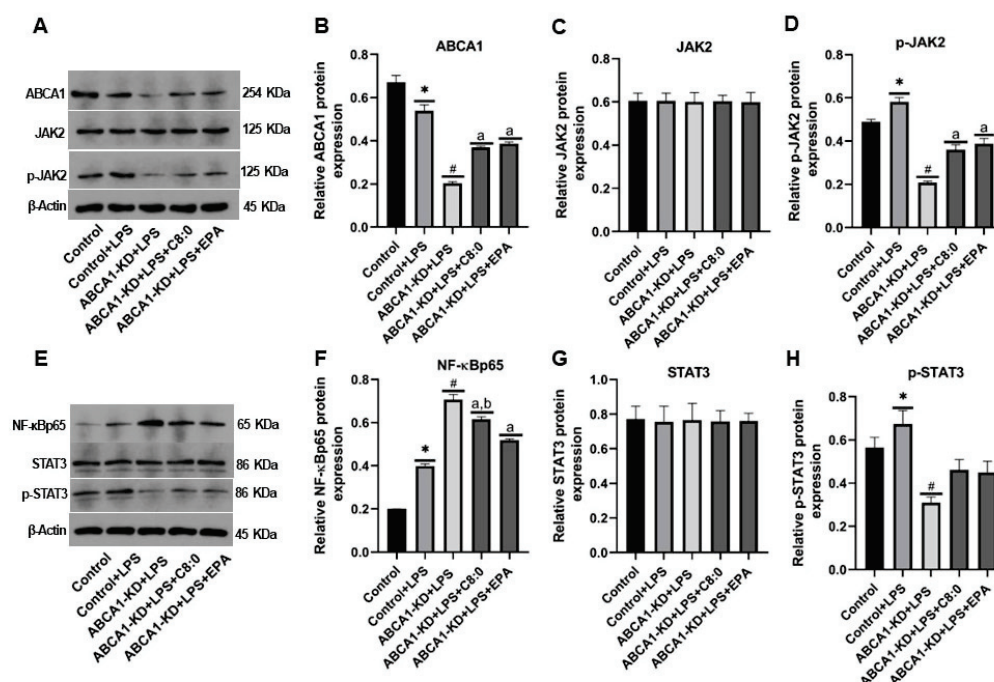 A
ABCA1
254 KDa
JAK2
125 KDa
p-JAK2
125 KDa
β-Actin
45 KDa
Control
Control+LPS
ABCA1-KD+LPS
ABCA1-KD+LPS+C8:0
ABCA1-KD+LPS+EPA
B
ABCA1
Relative ABCA1 protein
expression
0.8
0.6
0.4
0.2
0.0
*
#
a
a
Control
Control+LPS
ABCA1-KD+LPS
ABCA1-KD+LPS+C8:0
ABCA1-KD+LPS+EPA
C
JAK2
Relative JAK2 protein
expression
0.8
0.6
0.4
0.2
0.0
Control
Control+LPS
ABCA1-KD+LPS
ABCA1-KD+LPS+C8:0
ABCA1-KD+LPS+EPA
D
p-JAK2
Relative p-JAK2 protein
expression
0.8
0.6
0.4
0.2
0.0
*
#
a
a
Control
Control+LPS
ABCA1-KD+LPS
ABCA1-KD+LPS+C8:0
ABCA1-KD+LPS+EPA
E
NF-κBp65
65 KDa
STAT3
86 KDa
p-STAT3
86 KDa
β-Actin
45 KDa
Control
Control+LPS
ABCA1-KD+LPS
ABCA1-KD+LPS+C8:0
ABCA1-KD+LPS+EPA
F
NF-κBp65
Relative NF-κBp65 protein
expression
0.8
0.6
0.4
0.2
0.0
*
#
a,b
a
Control
Control+LPS
ABCA1-KD+LPS
ABCA1-KD+LPS+C8:0
ABCA1-KD+LPS+EPA
G
STAT3
Relative STAT3 protein
expression
1.0
0.8
0.6
0.4
0.2
0.0
Control
Control+LPS
ABCA1-KD+LPS
ABCA1-KD+LPS+C8:0
ABCA1-KD+LPS+EPA
H
p-STAT3
Relative p-STAT3 protein
expression
0.8
0.6
0.4
0.2
0.0
*
#
Control
Control+LPS
ABCA1-KD+LPS
ABCA1-KD+LPS+C8:0
ABCA1-KD+LPS+EPA